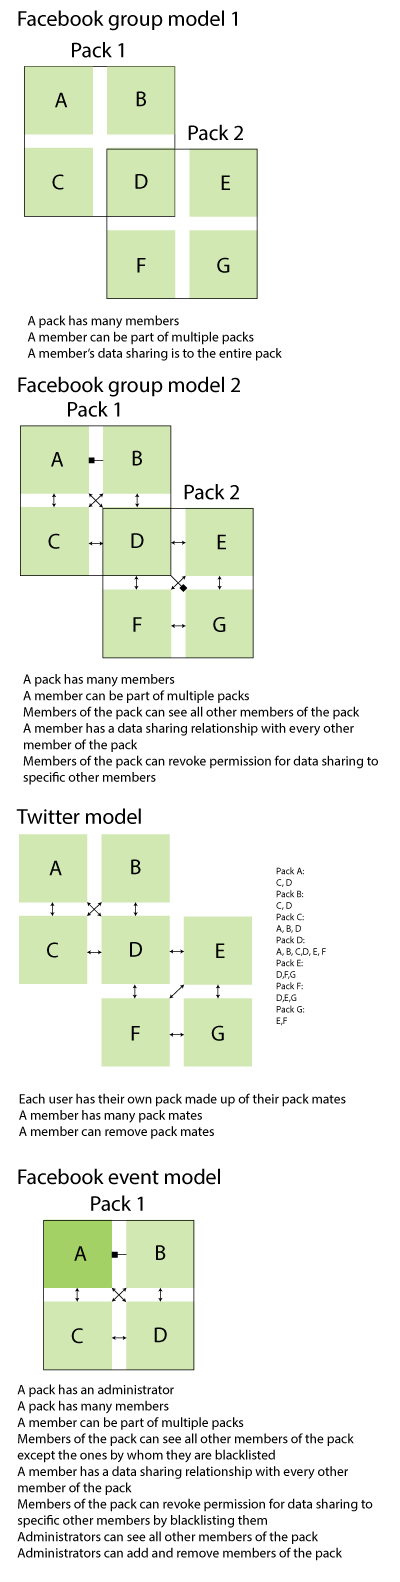 Facebook group model 1
Pack 1
A
B
Pack 2
C
D
E
F
G
A pack has many members
A member can be part of multiple packs
A member's data sharing is to the entire pack
Facebook group model 2
Pack 1
A
B
Pack 2
C
D
E
F
G
A pack has many members
A member can be part of multiple packs
Members of the pack can see all other members of the pack
A member has a data sharing relationship with every other
member of the pack
Members of the pack can revoke permission for data sharing to
specific other members
Twitter model
A
B
C
D
E
F
G
Pack A:
C, D
Pack B:
C, D
Pack C:
A, B, D
Pack D:
A, B, C,D, E, F
Pack E:
D,F,G
Pack F:
D,E,G
Pack G:
E,F
Each user has their own pack made up of their pack mates
A member has many pack mates
A member can remove pack mates
Facebook event model
Pack 1
A
B
C
D
A pack has an administrator
A pack has many members
A member can be part of multiple packs
Members of the pack can see all other members of the pack
except the ones by whom they are blacklisted
A member has a data sharing relationship with every other
member of the pack
Members of the pack can revoke permission for data sharing to
specific other members by blacklisting them
Administrators can see all other members of the pack
Administrators can add and remove members of the pack